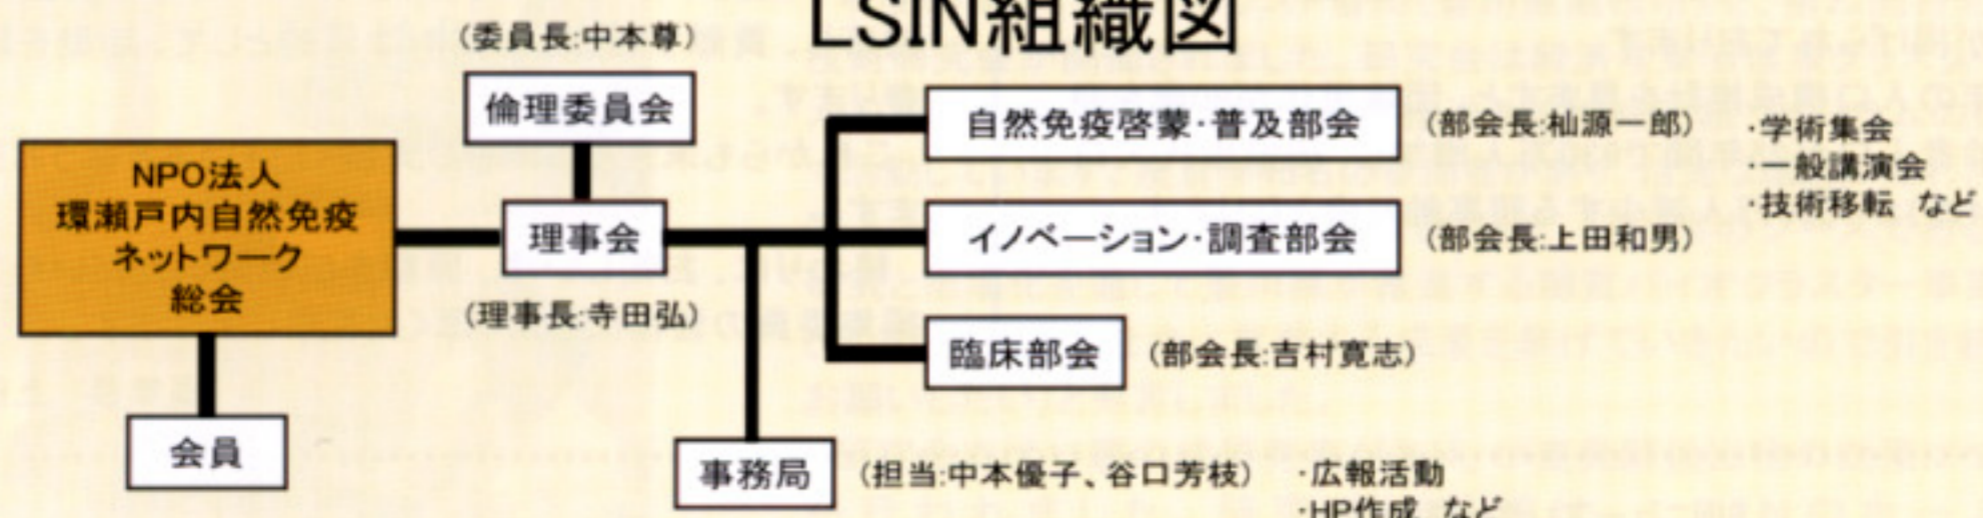 LSIN組織図
(委員長:中本尊)
倫理委員会
NPO法人
環瀬戸内自然免疫
ネットワーク
総会
理事会
(理事長:寺田弘)
会員
自然免疫啓蒙・普及部会
(部会長:杣源一郎)
・学術集会
・一般講演会
・技術移転 など
イノベーション・調査部会
(部会長:上田和男)
臨床部会
(部会長:吉村寛志)
事務局
(担当:中本優子、谷口芳枝)
・広報活動
・HP作成 など